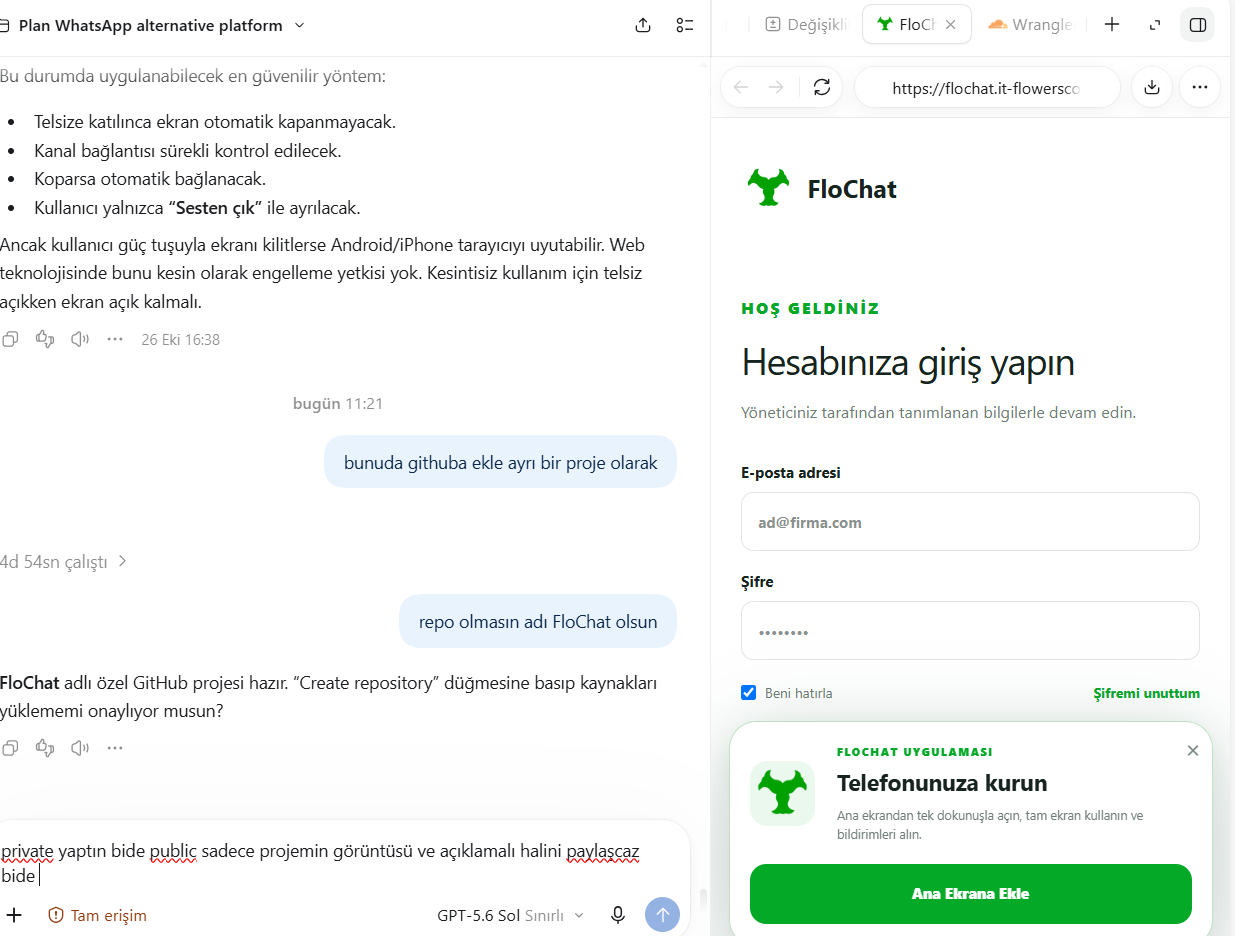 Plan WhatsApp alternative platform
Bu durumda uygulanabilecek en güvenilir yöntem:
Telsize katılınca ekran otomatik kapanmayacak.
Kanal bağlantısı sürekli kontrol edilecek.
Koparsa otomatik bağlanacak.
Kullanıcı yalnızca “Sesten çık” ile ayrılacak.
Ancak kullanıcı güç tuşuyla ekranı kilitlerse Android/iPhone tarayıcıyı uyutabilir. Web
teknolojisinde bunu kesin olarak engelleme yetkisi yok. Kesintisiz kullanım için telsiz
açıkken ekran açık kalmalı.
26 Eki 16:38
bugün 11:21
bunuda githuba ekle ayrı bir proje olarak
4d 54sn çalıştı
repo olmasın adı FloChat olsun
FloChat adlı özel GitHub projesi hazır. “Create repository” düğmesine basıp kaynakları
yüklememi onaylıyor musun?
private yaptın bide public sadece projemin görüntüsü ve açıklamalı halini paylaşcaz
bide
Tam erişim
GPT-5.6 Sol Sınırlı
Değişikli
FloCh
Wrangle
https://flochat.it-flowersco
FloChat
HOŞ GELDİNİZ
Hesabınıza giriş yapın
Yöneticiniz tarafından tanımlanan bilgilerle devam edin.
E-posta adresi
ad@firma.com
Şifre
••••••••
Beni hatırla
Şifremi unuttum
FLOCHAT UYGULAMASI
Telefonunuza kurun
Ana ekrandan tek dokunuşla açın, tam ekran kullanın ve
bildirimleri alın.
Ana Ekrana Ekle